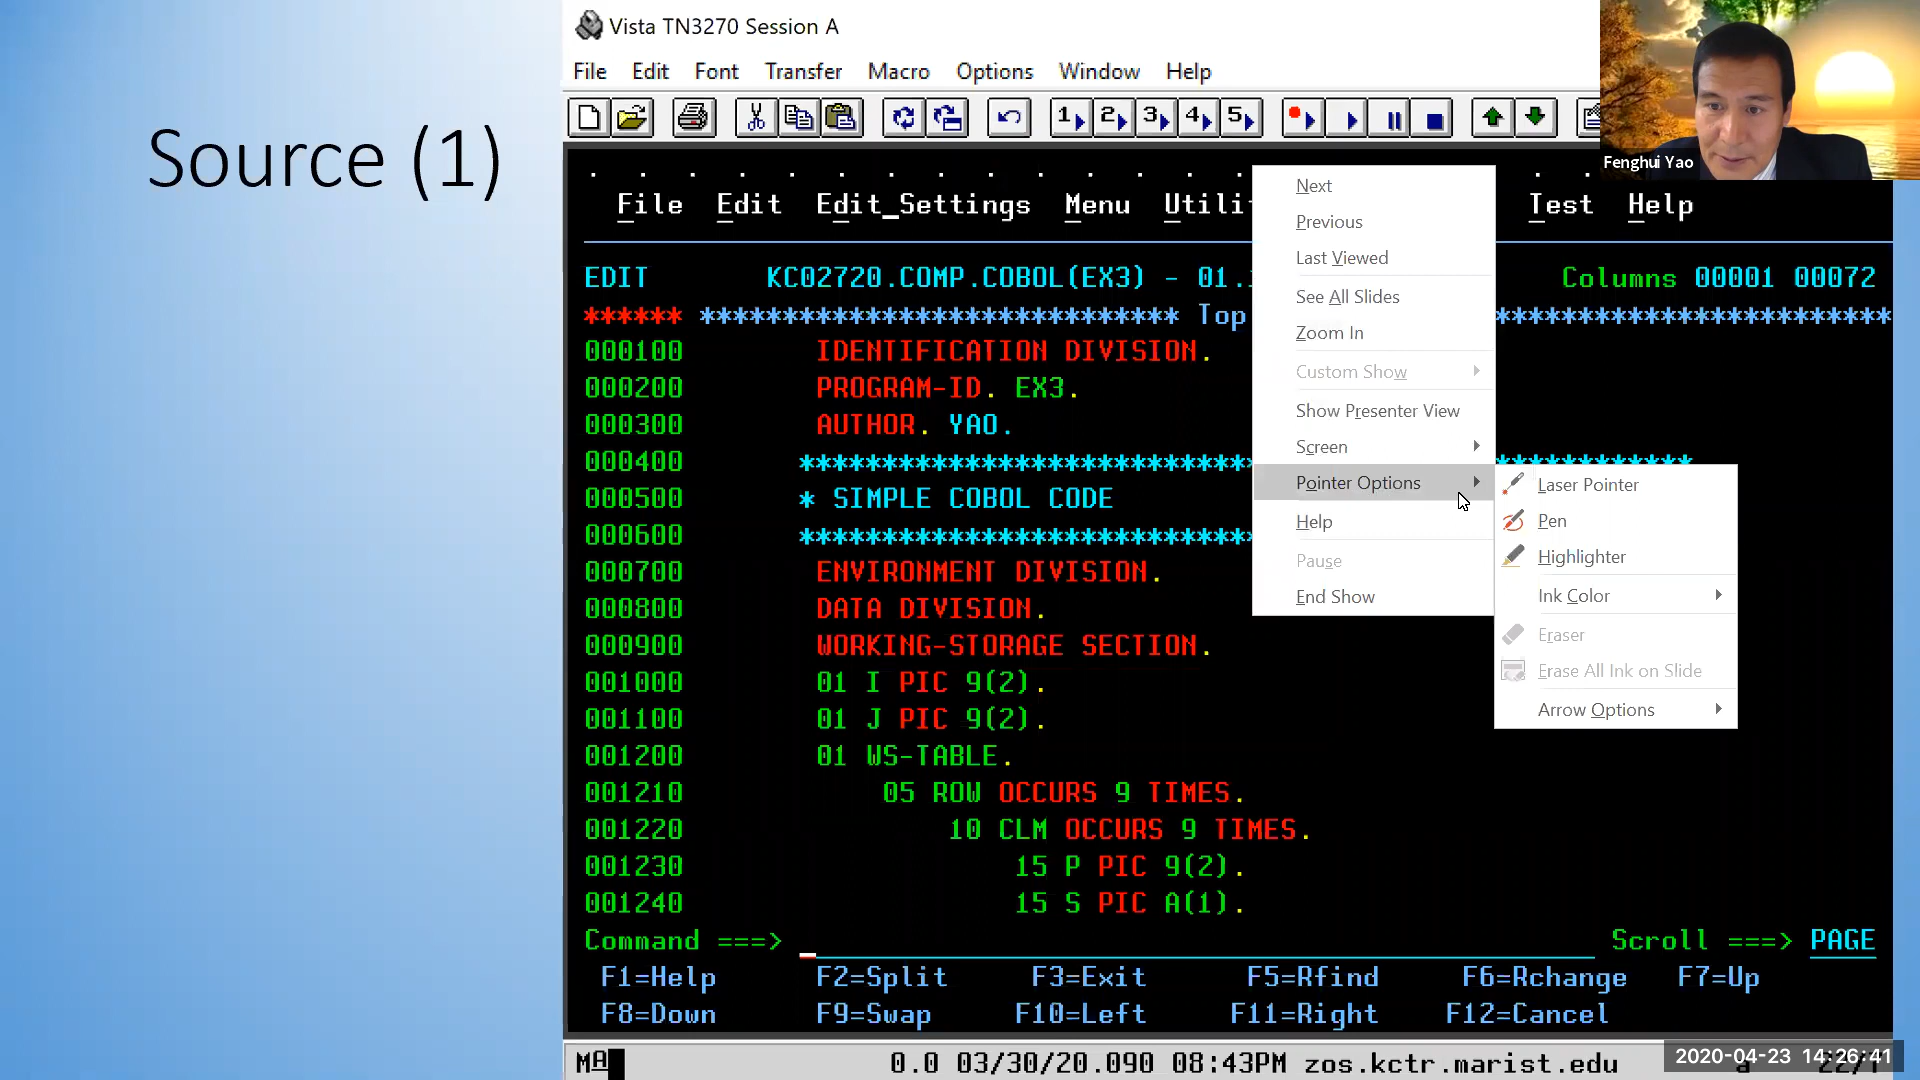 Source (1)
Vista TN3270 Session A
File Edit Font Transfer Macro Options Window Help
1 2 3 4 5
Fenghui Yao
File Edit Edit_Settings Menu Test Help
EDIT KC02720.COMP.COBOL(EX3) - 01. Columns 00001 00072
****** ***************************** Top ************************
000100 IDENTIFICATION DIVISION.
000200 PROGRAM-ID. EX3.
000300 AUTHOR. YAO.
000400 ******************************************************
000500 * SIMPLE COBOL CODE
000600 ****************************
000700 ENVIRONMENT DIVISION.
000800 DATA DIVISION.
000900 WORKING-STORAGE SECTION.
001000 01 I PIC 9(2).
001100 01 J PIC 9(2).
001200 01 WS-TABLE.
001210 05 ROW OCCURS 9 TIMES.
001220 10 CLM OCCURS 9 TIMES.
001230 15 P PIC 9(2).
001240 15 S PIC A(1).
Command ===> Scroll ===> PAGE
F1=Help F2=Split F3=Exit F5=Rfind F6=Rchange F7=Up
F8=Down F9=Swap F10=Left F11=Right F12=Cancel
MA 0.0 03/30/20.090 08:43PM zos.kctr.marist.edu
2020-04-23 14:26:41
Next
Previous
Last Viewed
See All Slides
Zoom In
Custom Show
Show Presenter View
Screen
Pointer Options
Help
Pause
End Show
Laser Pointer
Pen
Highlighter
Ink Color
Eraser
Erase All Ink on Slide
Arrow Options